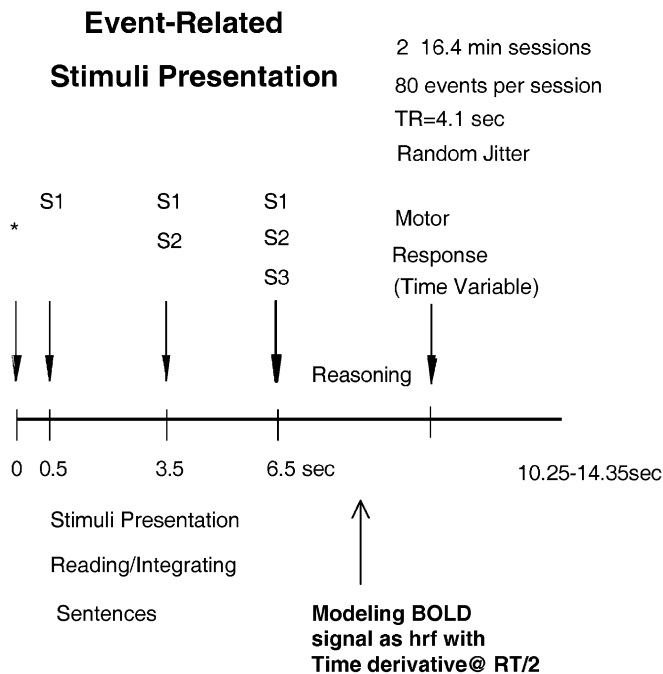 Event-Related
Stimuli Presentation
2 16.4 min sessions
80 events per session
TR=4.1 sec
Random Jitter
*
S1
S1
S2
S1
S2
S3
Motor
Response
(Time Variable)
Reasoning
0
0.5
3.5
6.5 sec
10.25-14.35sec
Stimuli Presentation
Reading/Integrating
Sentences
Modeling BOLD
signal as hrf with
Time derivative@ RT/2